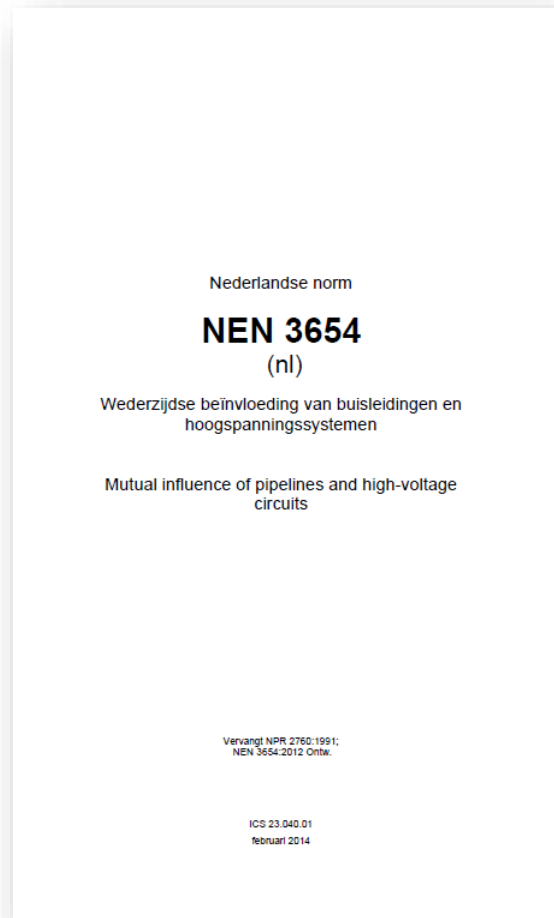 Nederlandse norm
NEN 3654
(nl)
Wederzijdse beïnvloeding van buisleidingen en
hoogspanningssystemen
Mutual influence of pipelines and high-voltage
circuits
Vervangt NPR 2760:1991;
NEN 3654:2012 Ontw.
ICS 23.040.01
februari 2014